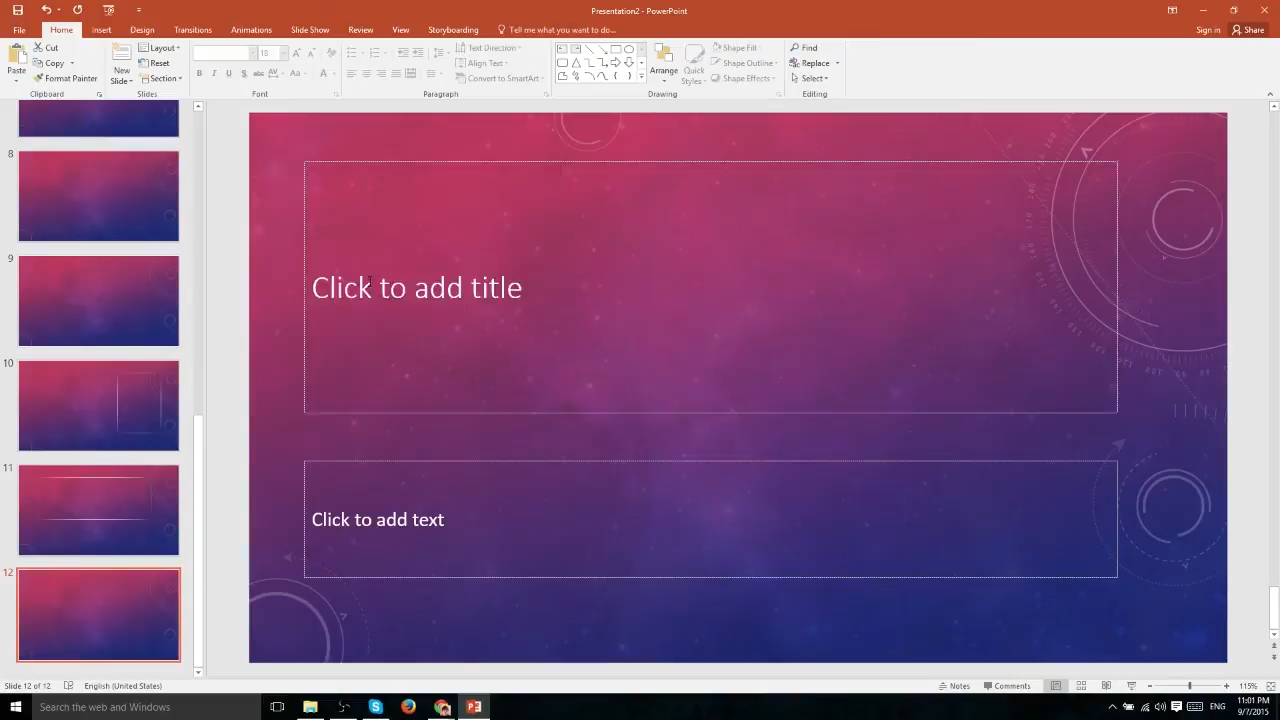 Presentation2 - PowerPoint
File Home Insert Design Transitions Animations Slide Show Review View Storyboarding Tell me what you want to do... Sign in Share
Paste
Cut
Copy
Format Painter
Clipboard
New
Slide
Layout
Reset
Section
Slides
18
B I U S abc AV Aa A
Font
Text Direction
Align Text
Convert to SmartArt
Paragraph
Arrange
Quick
Styles
Shape Fill
Shape Outline
Shape Effects
Drawing
Find
Replace
Select
Editing
8
9
10
11
12
Click to add title
Click to add text
Slide 12 of 12 English (United States) Notes Comments 115%
Search the web and Windows
ENG
11:01 PM
9/7/2015